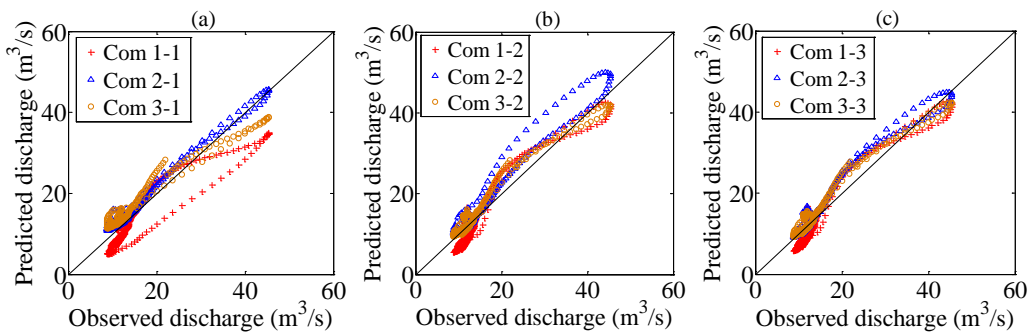 (a)
60
40
20
0
0 20 40 60
Predicted discharge (m³/s)
Observed discharge (m³/s)
Com 1-1
Com 2-1
Com 3-1
(b)
60
40
20
0
0 20 40 60
Predicted discharge (m³/s)
Observed discharge (m³/s)
Com 1-2
Com 2-2
Com 3-2
(c)
60
40
20
0
0 20 40 60
Predicted discharge (m³/s)
Observed discharge (m³/s)
Com 1-3
Com 2-3
Com 3-3